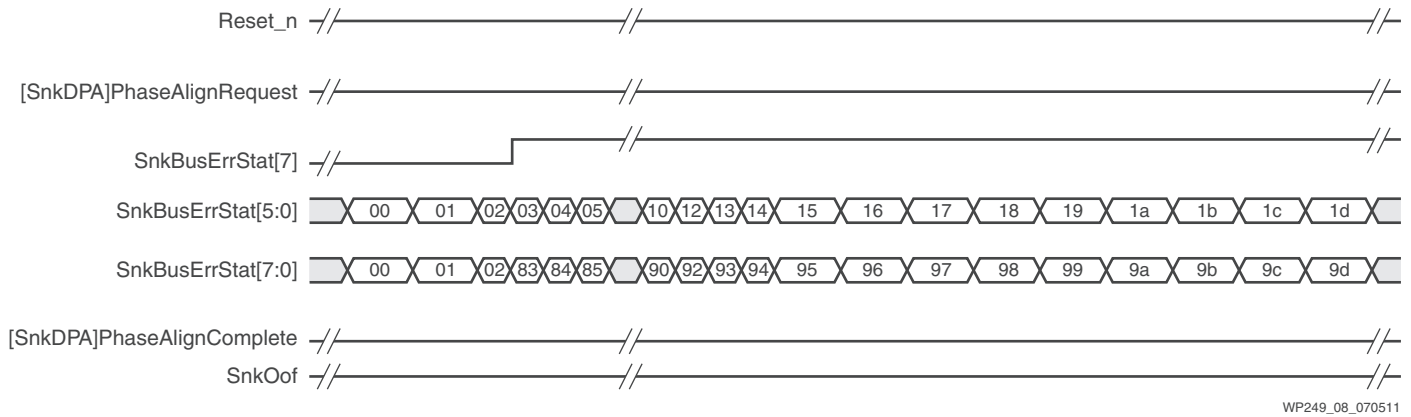 Reset_n
[SnkDPA]PhaseAlignRequest
SnkBusErrStat[7]
SnkBusErrStat[5:0] 00 01 02 03 04 05 10 12 13 14 15 16 17 18 19 1a 1b 1c 1d
SnkBusErrStat[7:0] 00 01 02 83 84 85 90 92 93 94 95 96 97 98 99 9a 9b 9c 9d
[SnkDPA]PhaseAlignComplete
SnkOof
WP249_08_070511